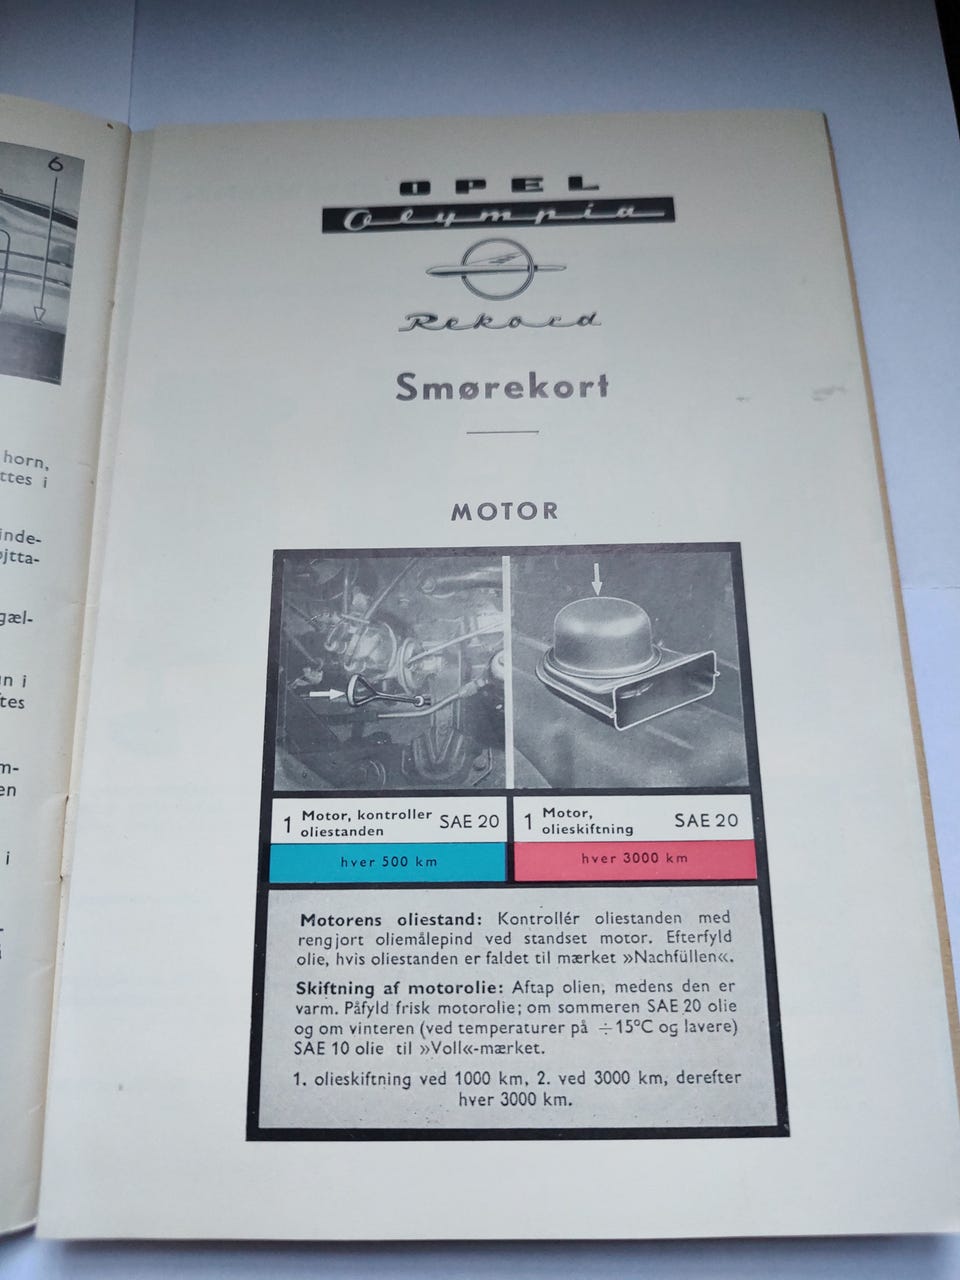 6
horn,
ttes i
inde-
jtta-
gæl-
n i
tes
m-
en
i
OPEL
Olympia
Rekord
Smørekort
MOTOR
1 Motor, kontroller oliestanden SAE 20
hver 500 km
1 Motor, olieskiftning SAE 20
hver 3000 km
Motorens oliestand: Kontrollér oliestanden med
rengjort oliemålepind ved standset motor. Efterfyld
olie, hvis oliestanden er faldet til mærket »Nachfüllen«.
Skiftning af motorolie: Aftap olien, medens den er
varm. Påfyld frisk motorolie; om sommeren SAE 20 olie
og om vinteren (ved temperaturer på ÷15°C og lavere)
SAE 10 olie til »Voll«-mærket.
1. olieskiftning ved 1000 km, 2. ved 3000 km, derefter
hver 3000 km.